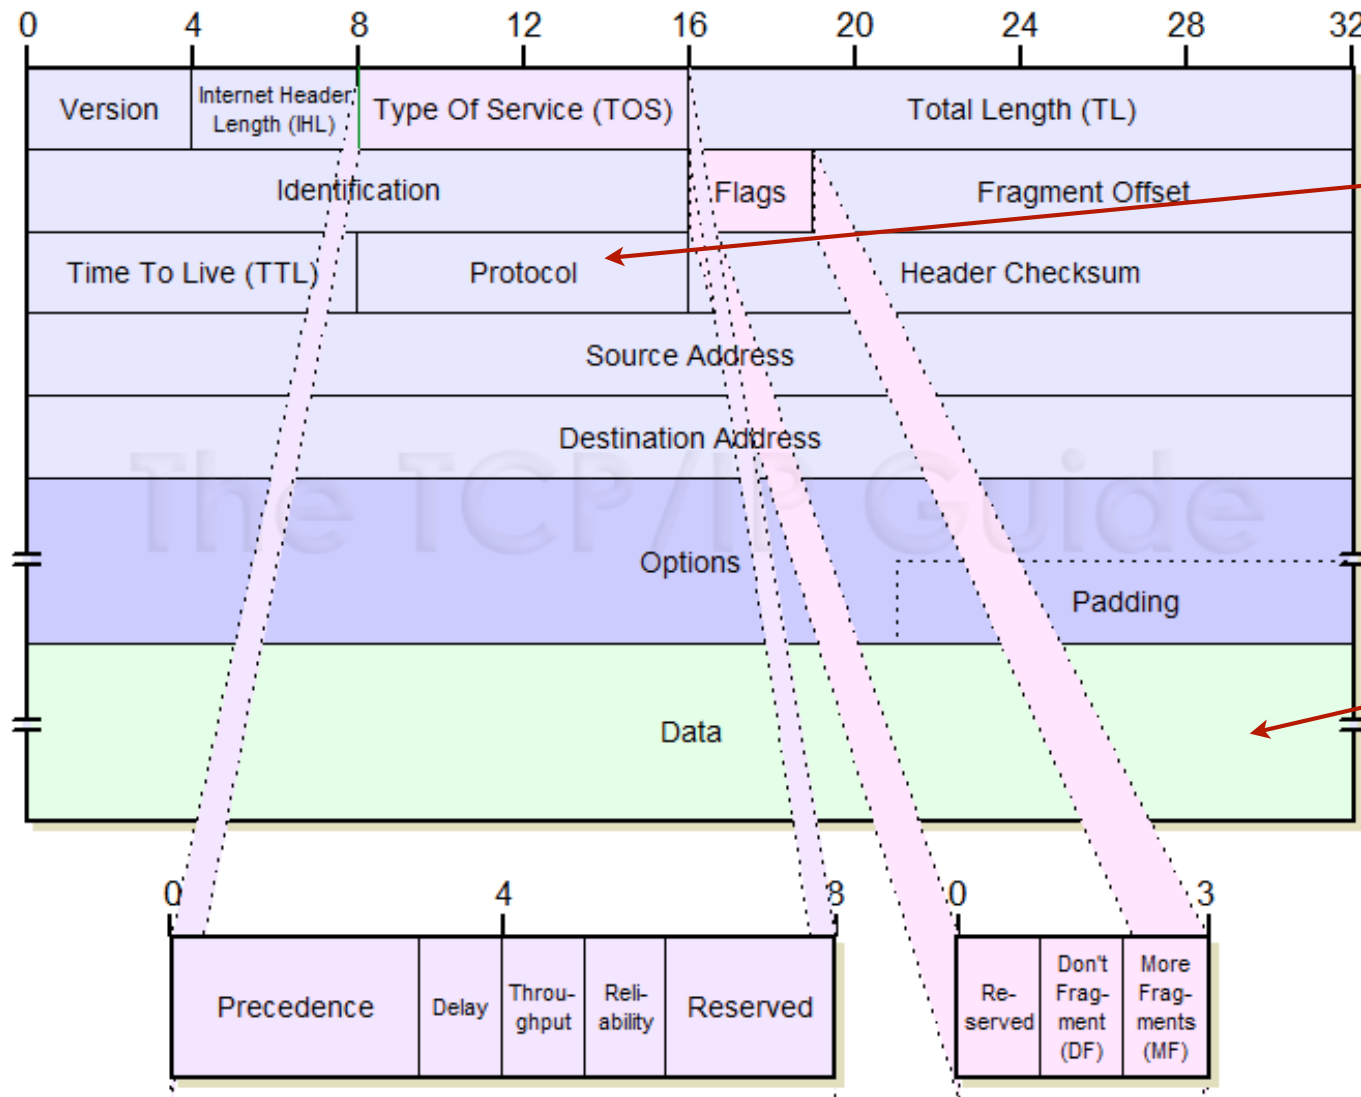 0 4 8 12 16 20 24 28 32
Version
Internet Header
Length (IHL)
Type Of Service (TOS)
Total Length (TL)
Identification
Flags
Fragment Offset
Time To Live (TTL)
Protocol
Header Checksum
Source Address
Destination Address
The TCP/IP Guide
Options
Padding
Data
0 4 8
Precedence
Delay
Throu-
ghput
Reli-
ability
Reserved
0 3
Re-
served
Don't
Frag-
ment
(DF)
More
Frag-
ments
(MF)